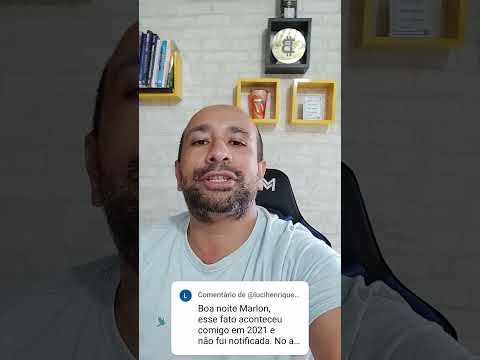 M
L
Comentário de @lucihenrique...
Boa noite Marlon,
esse fato aconteceu
comigo em 2021 e
não fui notificada. No a...